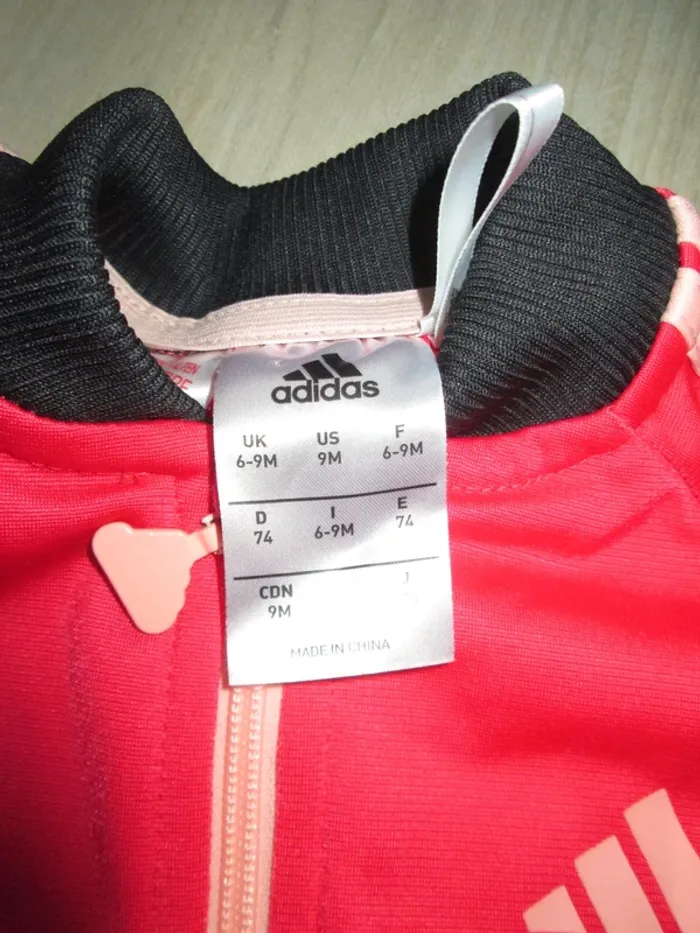 adidas
UK US F
6-9M 9M 6-9M
D I E
74 6-9M 74
CDN J
9M
MADE IN CHINA